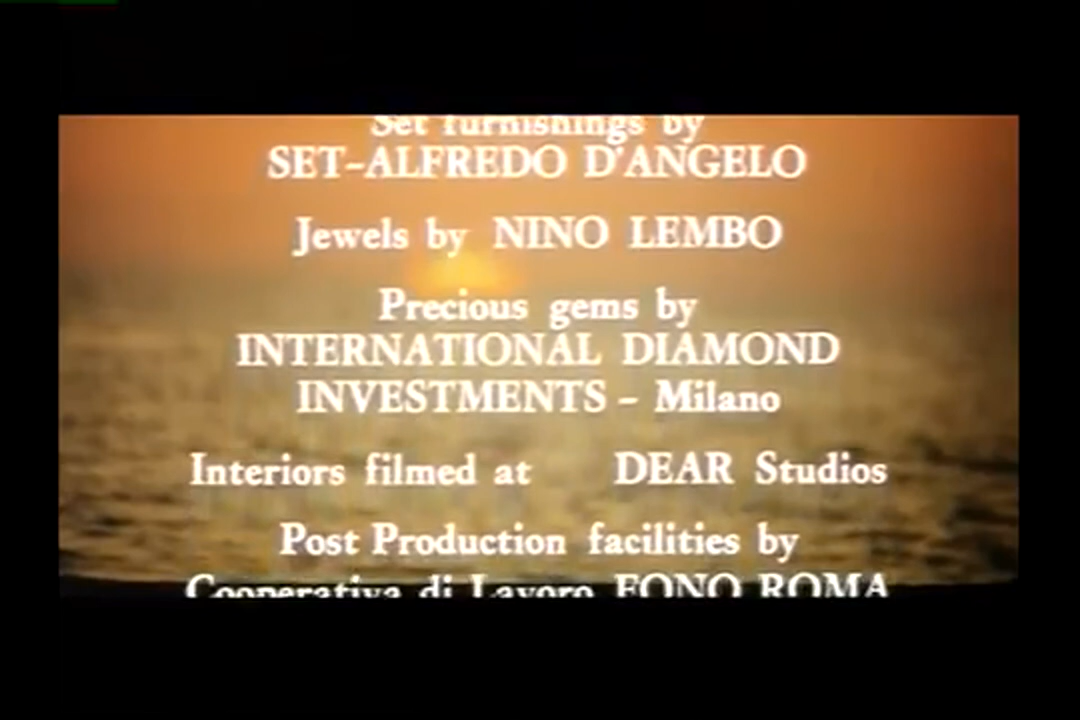 Set furnishings by
SET-ALFREDO D'ANGELO
Jewels by NINO LEMBO
Precious gems by
INTERNATIONAL DIAMOND
INVESTMENTS - Milano
Interiors filmed at DEAR Studios
Post Production facilities by
Cooperativa di Lavoro FONO ROMA